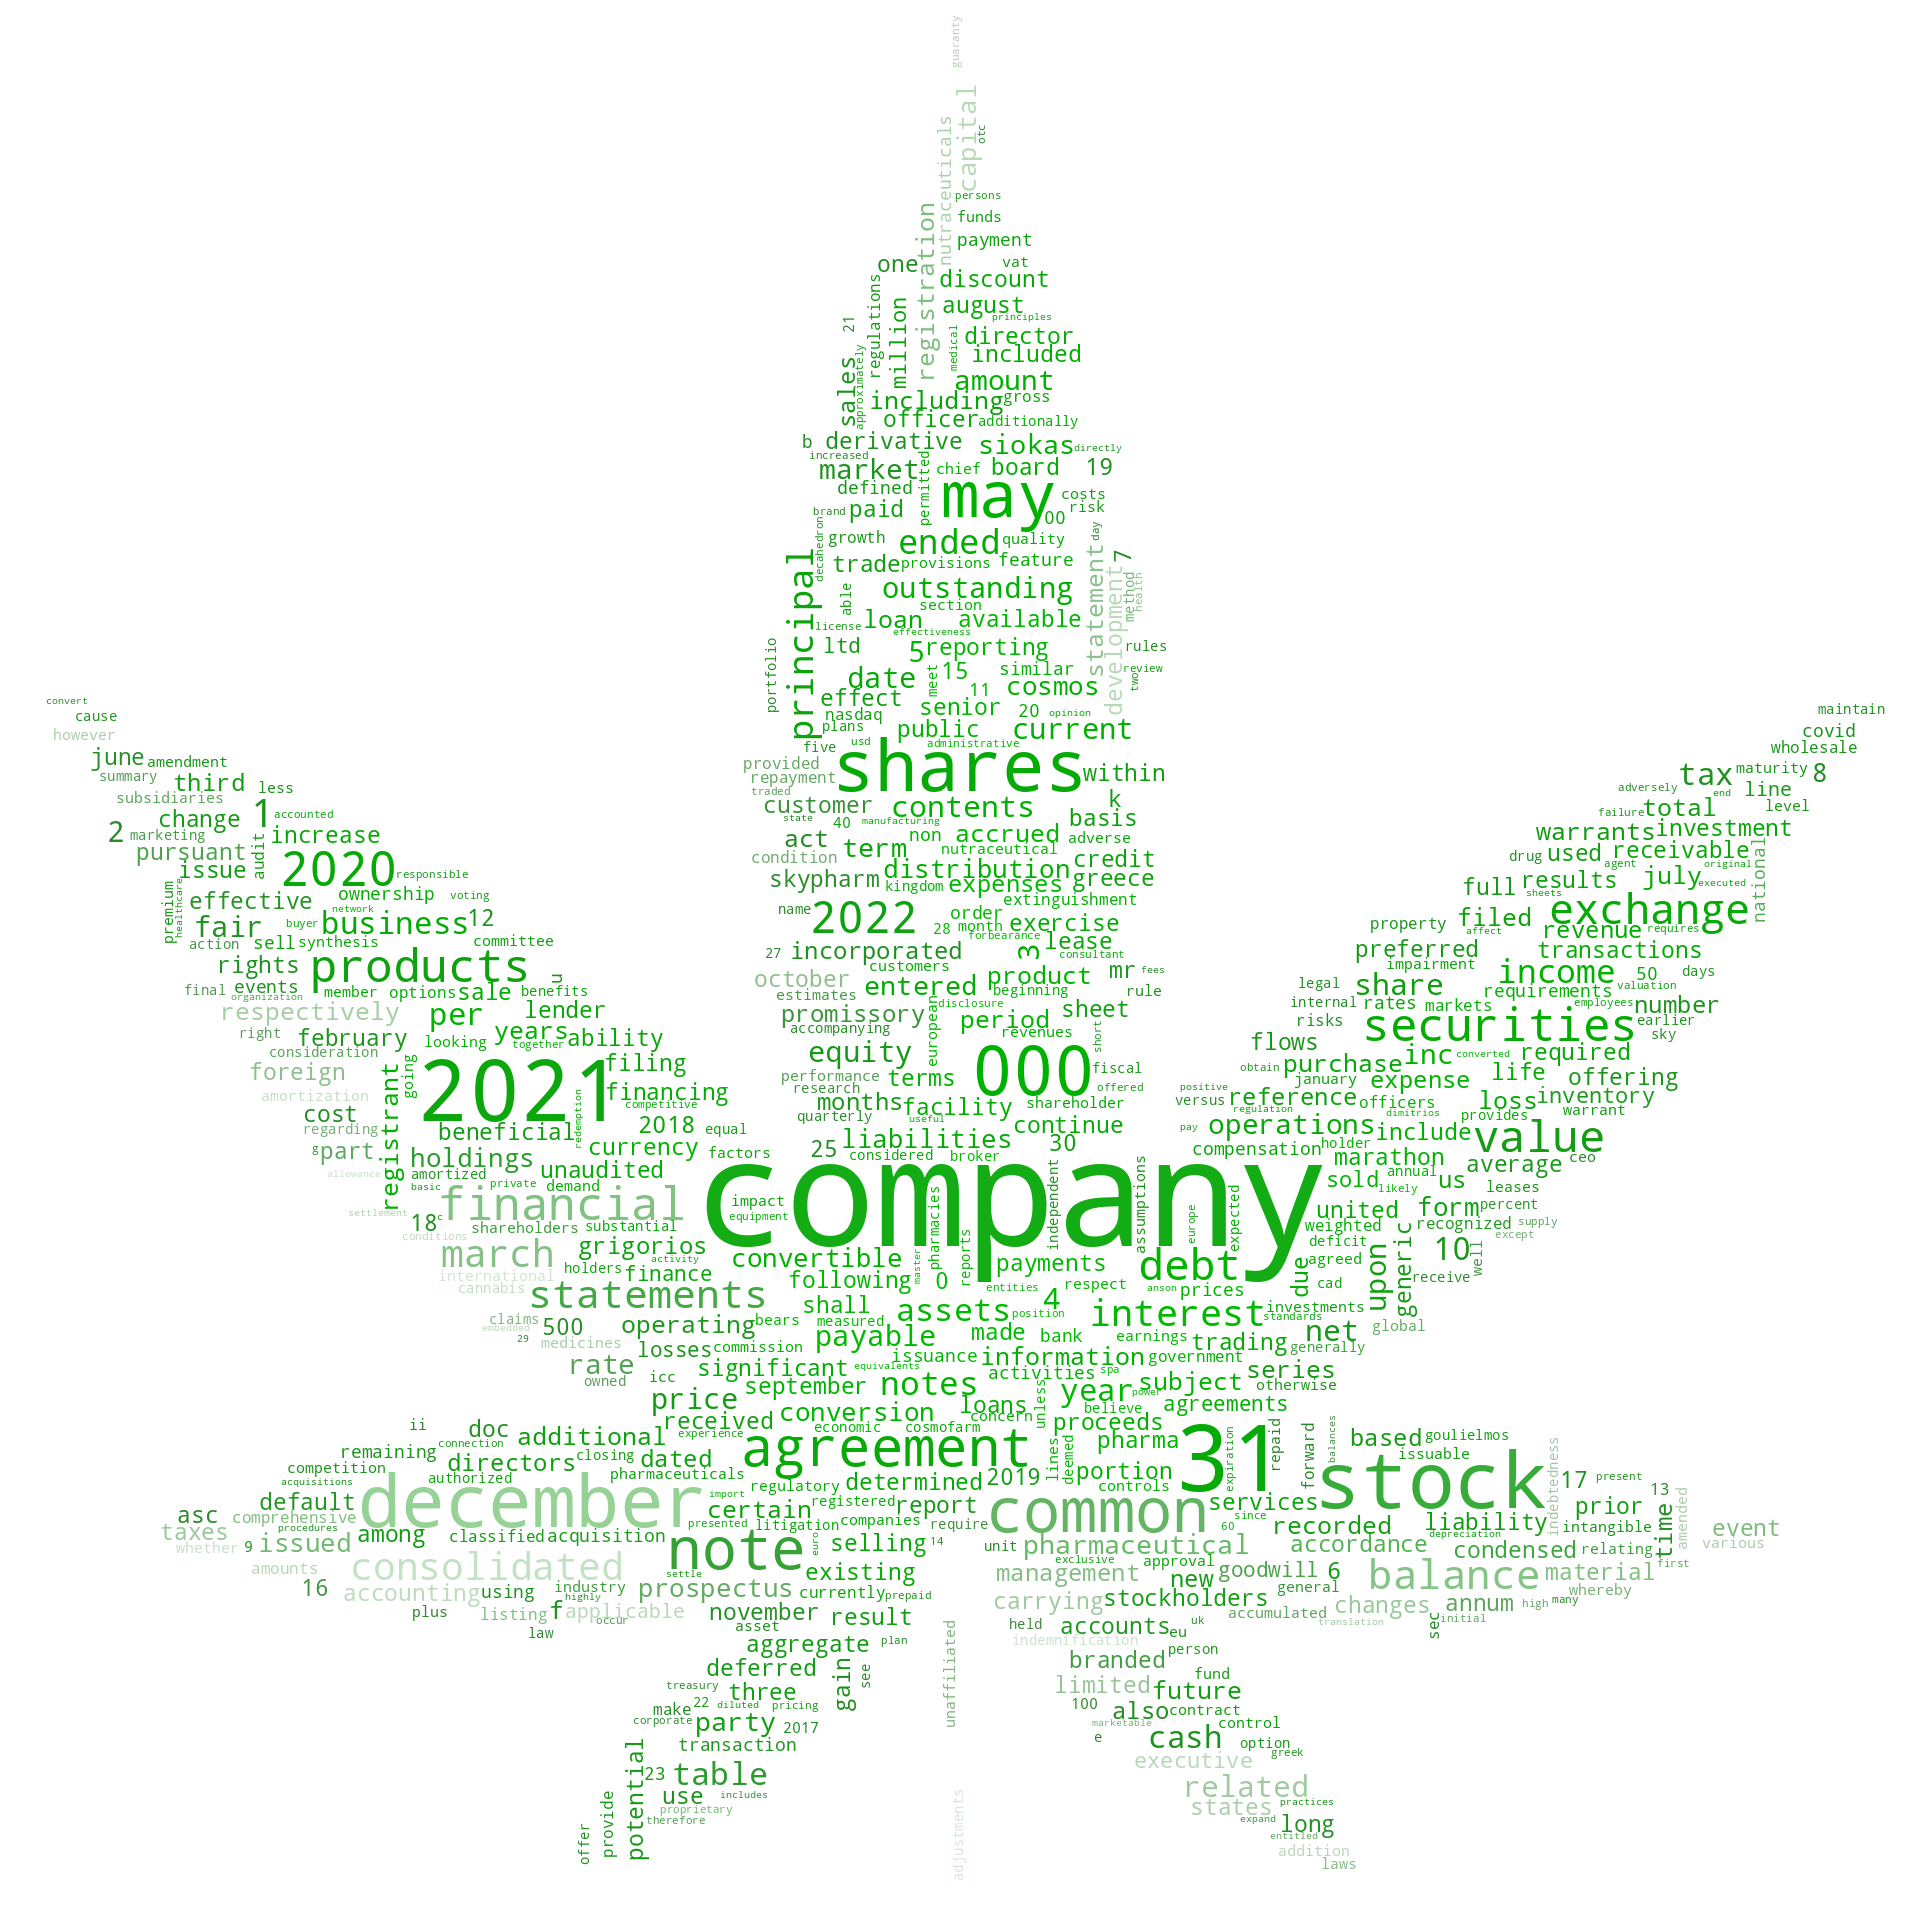 guaranty
capital
otc
nutraceuticals
persons
funds
registration
payment
one
vat
discount
regulations
million
august
principles
21
medical
director
approximately
included
sales
amount
including
gross
officer
additionally
b
derivative
siokas
directly
increased
permitted
market
chief
board
19
defined
may
costs
brand
paid
00
risk
decahedron
growth
ended
quality
day
principal
trade
provisions
feature
statement
7
development
method
health
able
outstanding
section
license
loan
available
effectiveness
portfolio
ltd
5
reporting
rules
meet
15
similar
review
two
date
11
cosmos
effect
senior
20
opinion
nasdaq
plans
public
current
five
usd
administrative
shares
provided
repayment
within
traded
customer
contents
k
state
40
manufacturing
basis
act
non
accrued
adverse
term
nutraceutical
condition
distribution
credit
skypharm
kingdom
expenses
greece
extinguishment
name
2022
order
28
month
exercise
forbearance
27
incorporated
3
lease
consultant
customers
october
entered
product
mr
fees
estimates
beginning
rule
european
disclosure
promissory
period
sheet
accompanying
revenues
short
equity
000
performance
terms
fiscal
research
offered
months
facility
shareholder
quarterly
useful
continue
25
liabilities
30
considered
broker
convert
cause
however
june
amendment
summary
third
less
subsidiaries
1
accounted
change
2
marketing
increase
audit
pursuant
issue
2020
responsible
premium
healthcare
effective
ownership
voting
network
fair
buyer
business
12
action
sell
synthesis
committee
rights
products
u
final
events
member
options
sale
benefits
organization
respectively
per
lender
right
february
looking
years
ability
together
consideration
going
foreign
2021
filing
amortization
registrant
redemption
financing
cost
competitive
regarding
beneficial
2018
equal
g
part
currency
factors
allowance
holdings
amortized
unaudited
basic
private
demand
maintain
covid
wholesale
tax
maturity
8
adversely
end
line
failure
total
level
warrants
investment
drug
used
receivable
agent
original
national
full
results
july
executed
sheets
property
filed
exchange
affect
revenue
requires
preferred
transactions
impairment
legal
share
income
50
days
requirements
valuation
internal
rates
markets
employees
number
risks
securities
earlier
sky
flows
inc
converted
required
obtain
purchase
positive
january
expense
life
offering
versus
reference
officers
loss
inventory
regulation
dimitrios
provides
warrant
pay
operations
include
value
compensation
holder
marathon
average
ceo
annual
sold
likely
us
leases
company
impact
equipment
pharmacies
independent
assumptions
europe
expected
settlement
financial
18
c
shareholders
substantial
conditions
united
form
percent
weighted
recognized
supply
deficit
except
march
grigorios
activity
convertible
master
reports
payments
debt
agreed
upon
generic
10
well
international
holders
finance
following
0
entities
respect
anson
prices
due
cad
receive
cannabis
statements
shall
assets
4
interest
investments
position
standards
claims
500
operating
bears
measured
payable
made
bank
earnings
trading
net
global
embedded
29
medicines
losses
commission
issuance
information
government
generally
rate
significant
equivalents
activities
spa
series
owned
icc
september
notes
year
power
subject
otherwise
price
loans
unless
believe
agreements
ii
doc
received
conversion
concern
proceeds
economic
cosmofarm
additional
experience
agreement
pharma
31
repaid
balances
based
goulielmos
remaining
connection
closing
dated
lines
deemed
expiration
forward
issuable
competition
directors
authorized
pharmaceuticals
portion
controls
stock
indebtedness
17
present
acquisitions
regulatory
determined
2019
13
december
import
asc
default
certain
registered
report
common
services
prior
comprehensive
presented
litigation
companies
require
since
60
recorded
liability
time
amended
taxes
procedures
among
classified
acquisition
intangible
event
depreciation
whether
9
issued
note
euro
selling
14
unit
pharmaceutical
accordance
condensed
relating
various
amounts
consolidated
settle
existing
exclusive
approval
first
16
accounting
using
industry
prospectus
currently
prepaid
management
new
goodwill
6
general
balance
material
whereby
highly
plus
listing
f
applicable
november
result
carrying
stockholders
accumulated
changes
annum
high
many
occur
law
asset
held
accounts
uk
eu
translation
sec
initial
aggregate
plan
indemnification
person
unaffiliated
deferred
gain
see
branded
fund
treasury
three
limited
future
make
22
diluted
pricing
100
also
contract
corporate
party
2017
marketable
control
e
cash
option
greek
transaction
potential
executive
23
table
related
use
includes
states
practices
provide
proprietary
therefore
expand
long
offer
adjustments
entitled
addition
laws